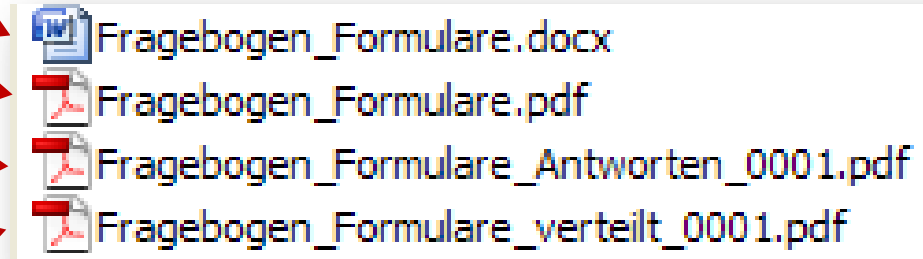 Fragebogen_Formulare.docx
Fragebogen_Formulare.pdf
Fragebogen_Formulare_Antworten_0001.pdf
Fragebogen_Formulare_verteilt_0001.pdf